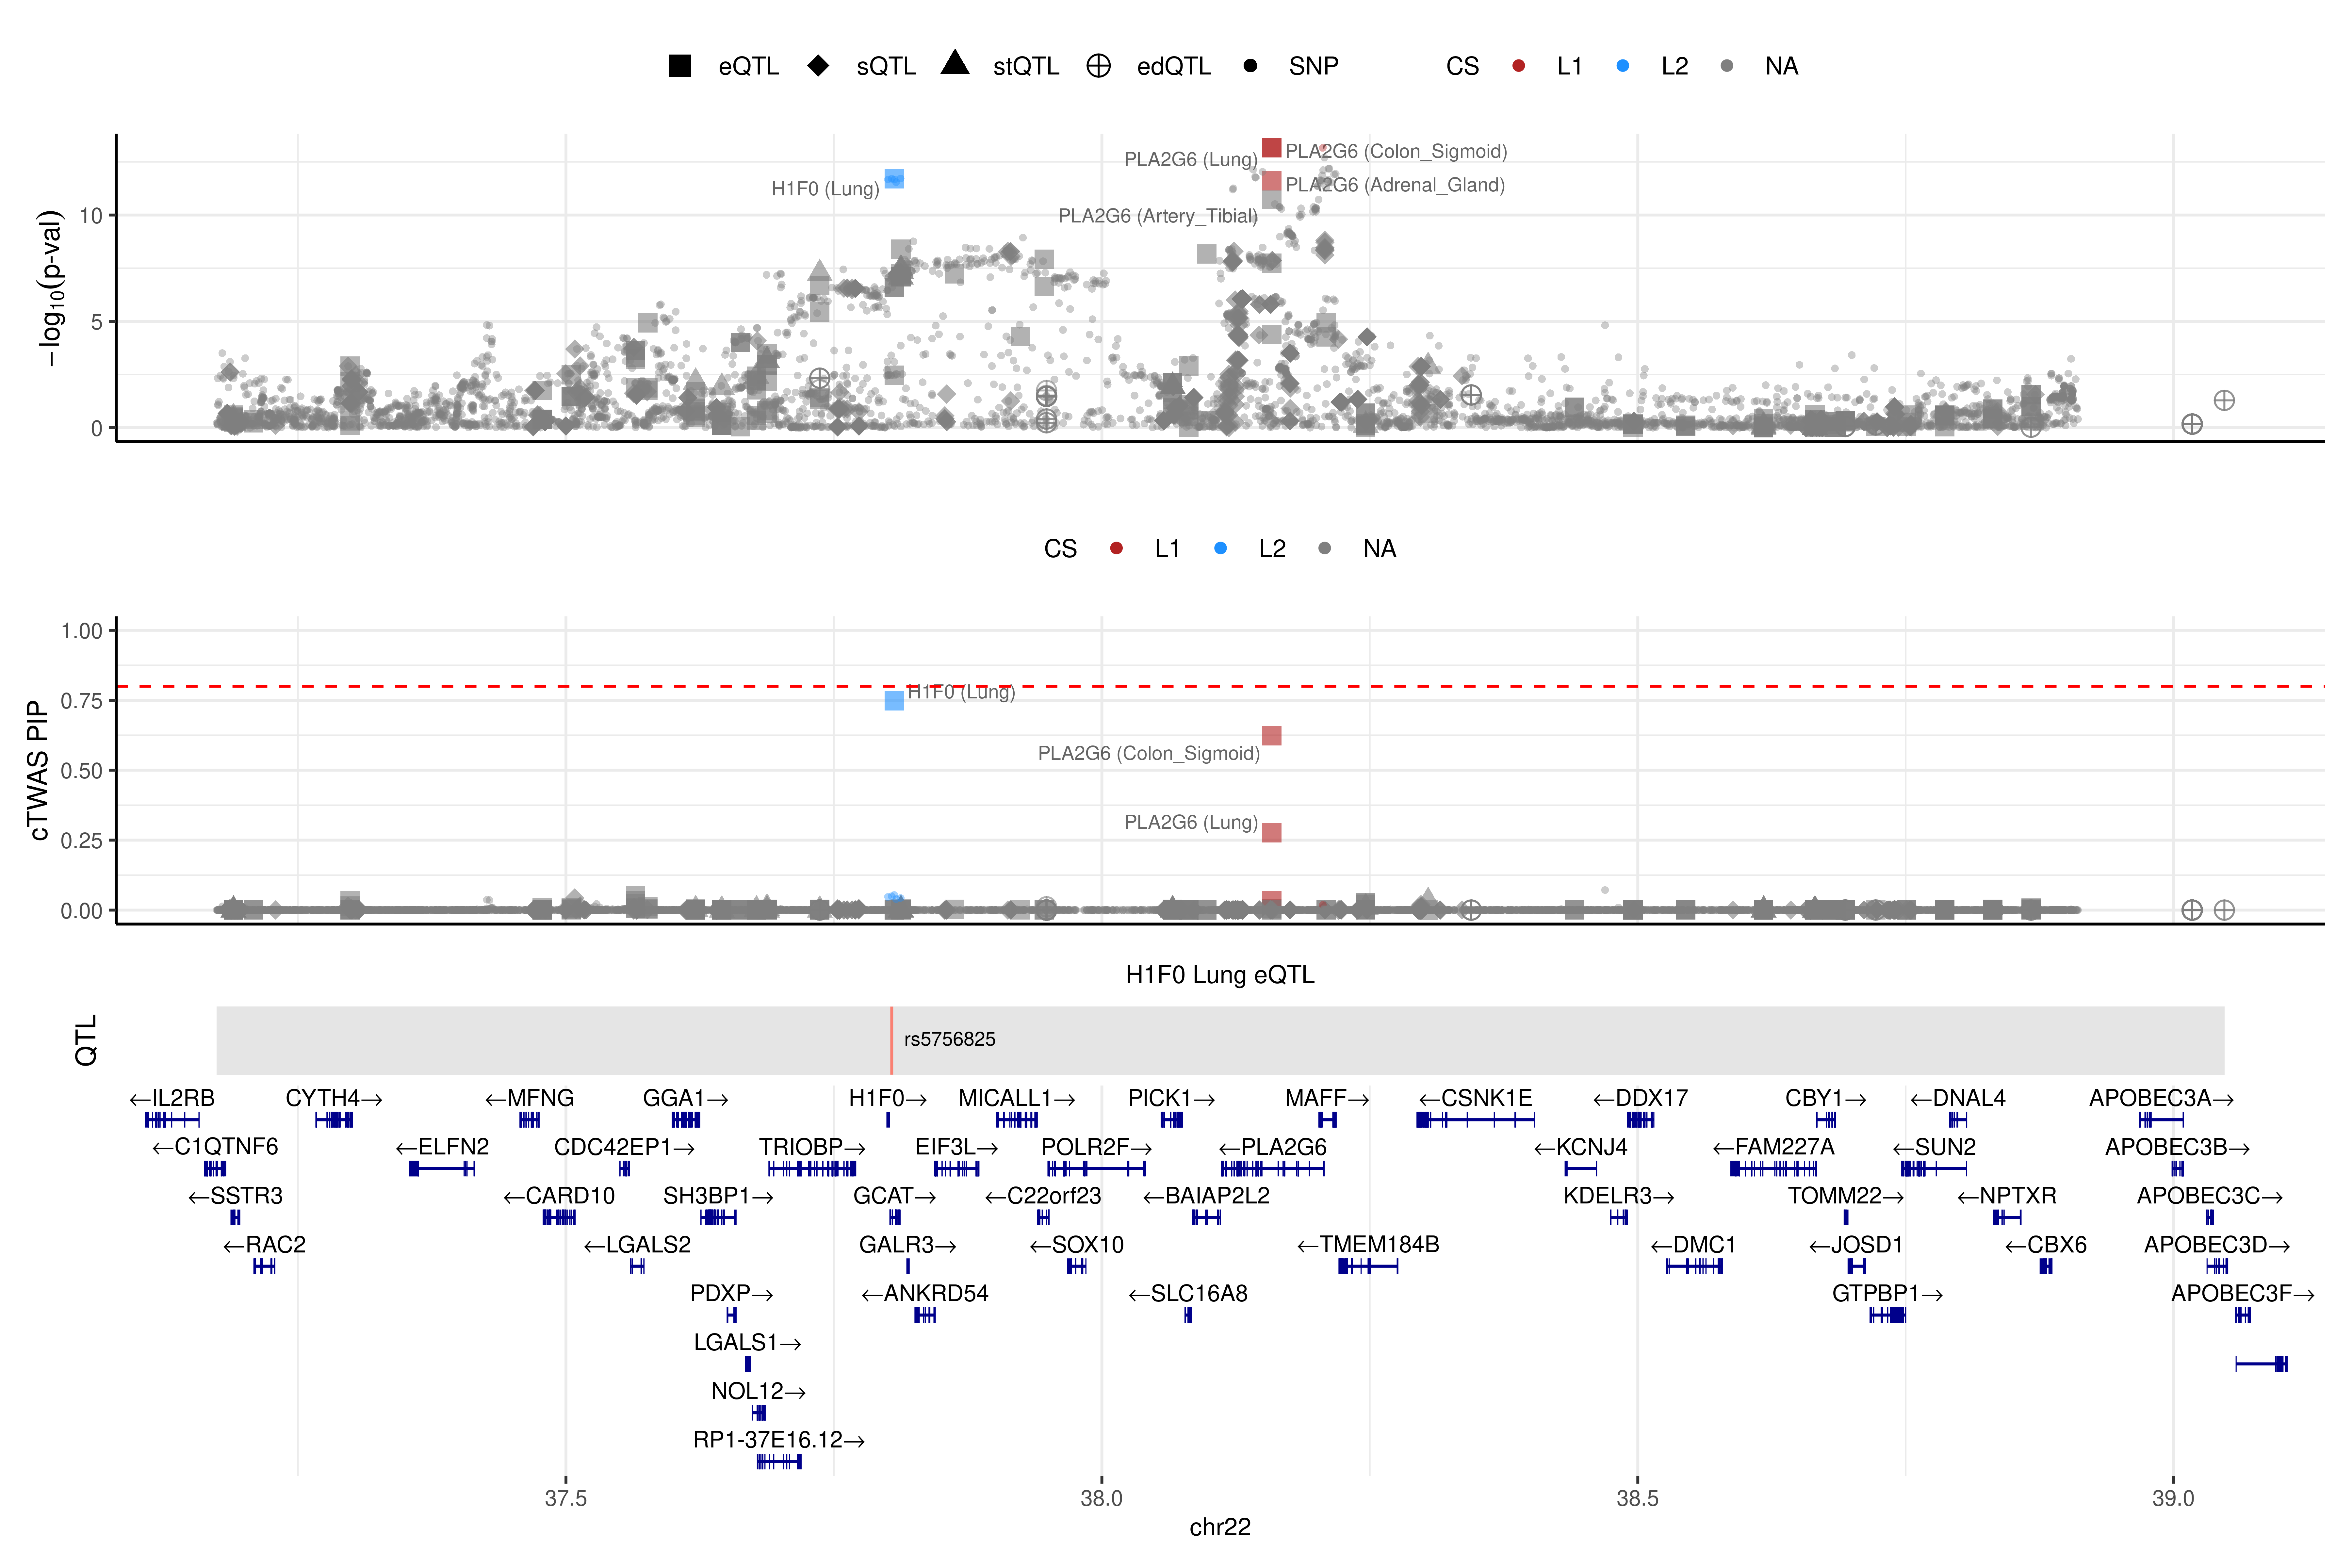 eQTL sQTL stQTL edQTL SNP CS L1 L2 NA
−log10(p-val)
10
5
0
PLA2G6 (Lung) PLA2G6 (Colon_Sigmoid)
H1F0 (Lung) PLA2G6 (Adrenal_Gland)
PLA2G6 (Artery_Tibial)
CS L1 L2 NA
cTWAS PIP
1.00
0.75
0.50
0.25
0.00
H1F0 (Lung)
PLA2G6 (Colon_Sigmoid)
PLA2G6 (Lung)
H1F0 Lung eQTL
QTL
rs5756825
←IL2RB CYTH4→ ←MFNG GGA1→ H1F0→ MICALL1→ PICK1→ MAFF→ ←CSNK1E ←DDX17 CBY1→ ←DNAL4 APOBEC3A→
←C1QTNF6 ←ELFN2 CDC42EP1→ TRIOBP→ EIF3L→ POLR2F→ ←PLA2G6 ←KCNJ4 ←FAM227A ←SUN2 APOBEC3B→
←SSTR3 ←CARD10 SH3BP1→ GCAT→ ←C22orf23 ←BAIAP2L2 KDELR3→ TOMM22→ ←NPTXR APOBEC3C→
←RAC2 ←LGALS2 GALR3→ ←SOX10 ←TMEM184B ←DMC1 ←JOSD1 ←CBX6 APOBEC3D→
PDXP→ ←ANKRD54 ←SLC16A8 GTPBP1→ APOBEC3F→
LGALS1→
NOL12→
RP1-37E16.12→
37.5 38.0 38.5 39.0
chr22